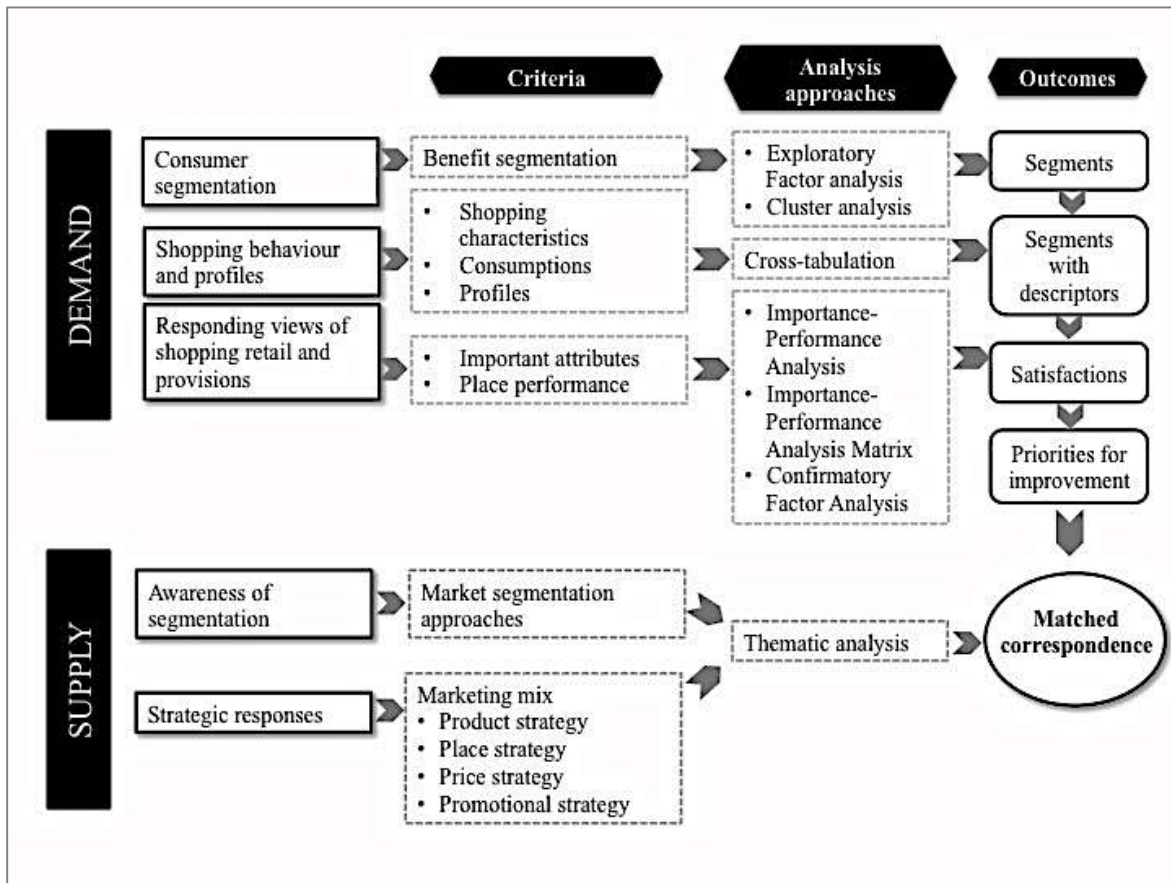 Criteria
Analysis
approaches
Outcomes
DEMAND
Consumer
segmentation
Benefit segmentation
• Exploratory
Factor analysis
• Cluster analysis
Segments
Shopping behaviour
and profiles
• Shopping
characteristics
• Consumptions
• Profiles
Cross-tabulation
Segments
with
descriptors
Responding views of
shopping retail and
provisions
• Important attributes
• Place performance
• Importance-
Performance
Analysis
• Importance-
Performance
Analysis Matrix
• Confirmatory
Factor Analysis
Satisfactions
Priorities for
improvement
SUPPLY
Awareness of
segmentation
Market segmentation
approaches
Thematic analysis
Matched
correspondence
Strategic responses
Marketing mix
• Product strategy
• Place strategy
• Price strategy
• Promotional strategy